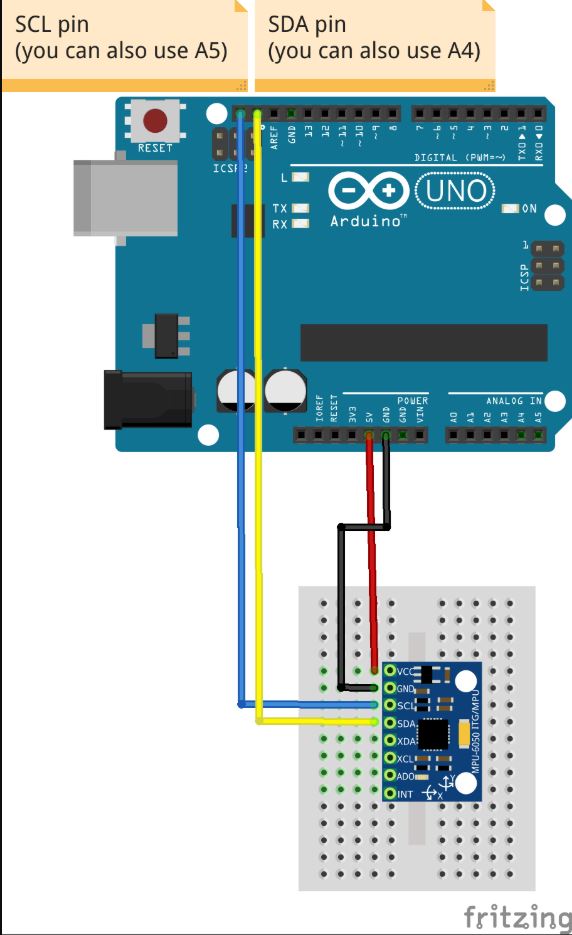 SCL pin
(you can also use A5)
SDA pin
(you can also use A4)
RESET
ICSP2
AREF
GND
13
12
~11
~10
~9
8
7
~6
~5
4
~3
2
TX0▶1
RX0◀0
DIGITAL (PWM=~)
L
TX
RX
UNO
Arduino™
ON
1
ICSP
IOREF
RESET
3V3
5V
GND
GND
VIN
POWER
A0
A1
A2
A3
A4
A5
ANALOG IN
VCC
GND
SCL
SDA
XDA
XCL
ADO
INT
MPU-6050 ITG/MPU
Y
X
fritzing